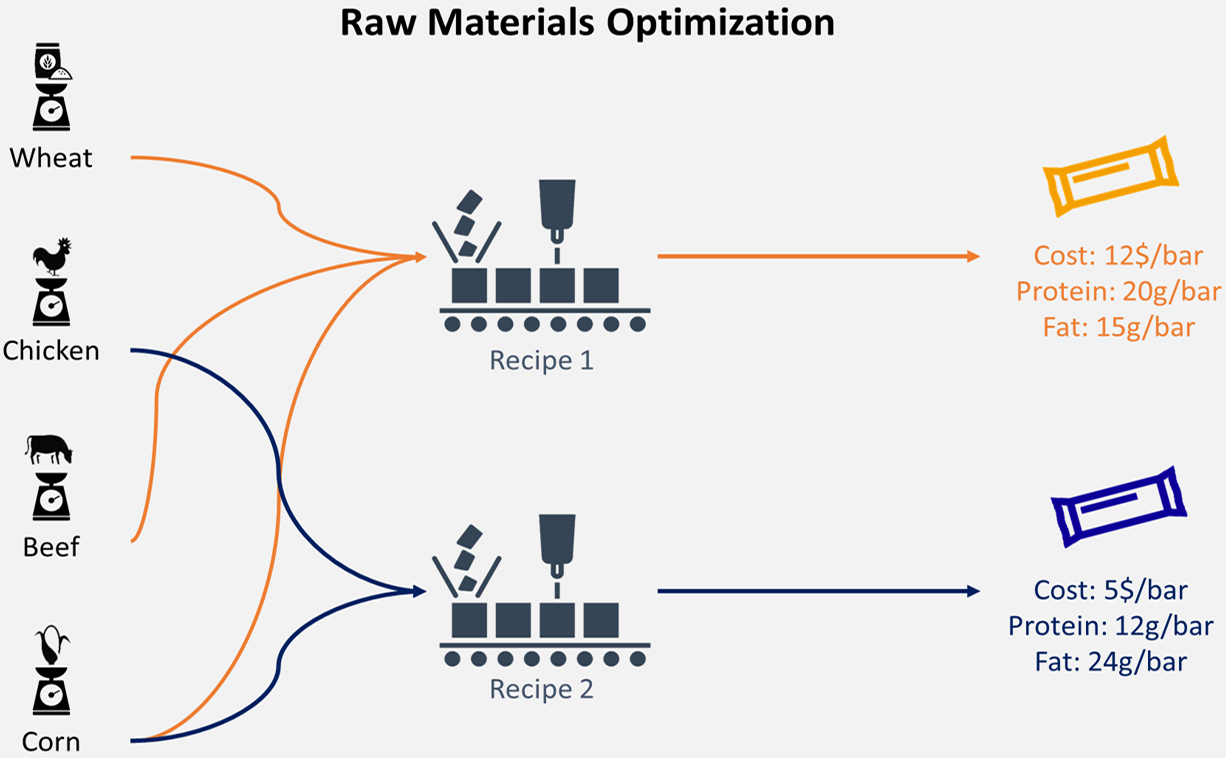 Raw Materials Optimization
Wheat
Chicken
Beef
Corn
Recipe 1
Recipe 2
Cost: 12$/bar
Protein: 20g/bar
Fat: 15g/bar
Cost: 5$/bar
Protein: 12g/bar
Fat: 24g/bar